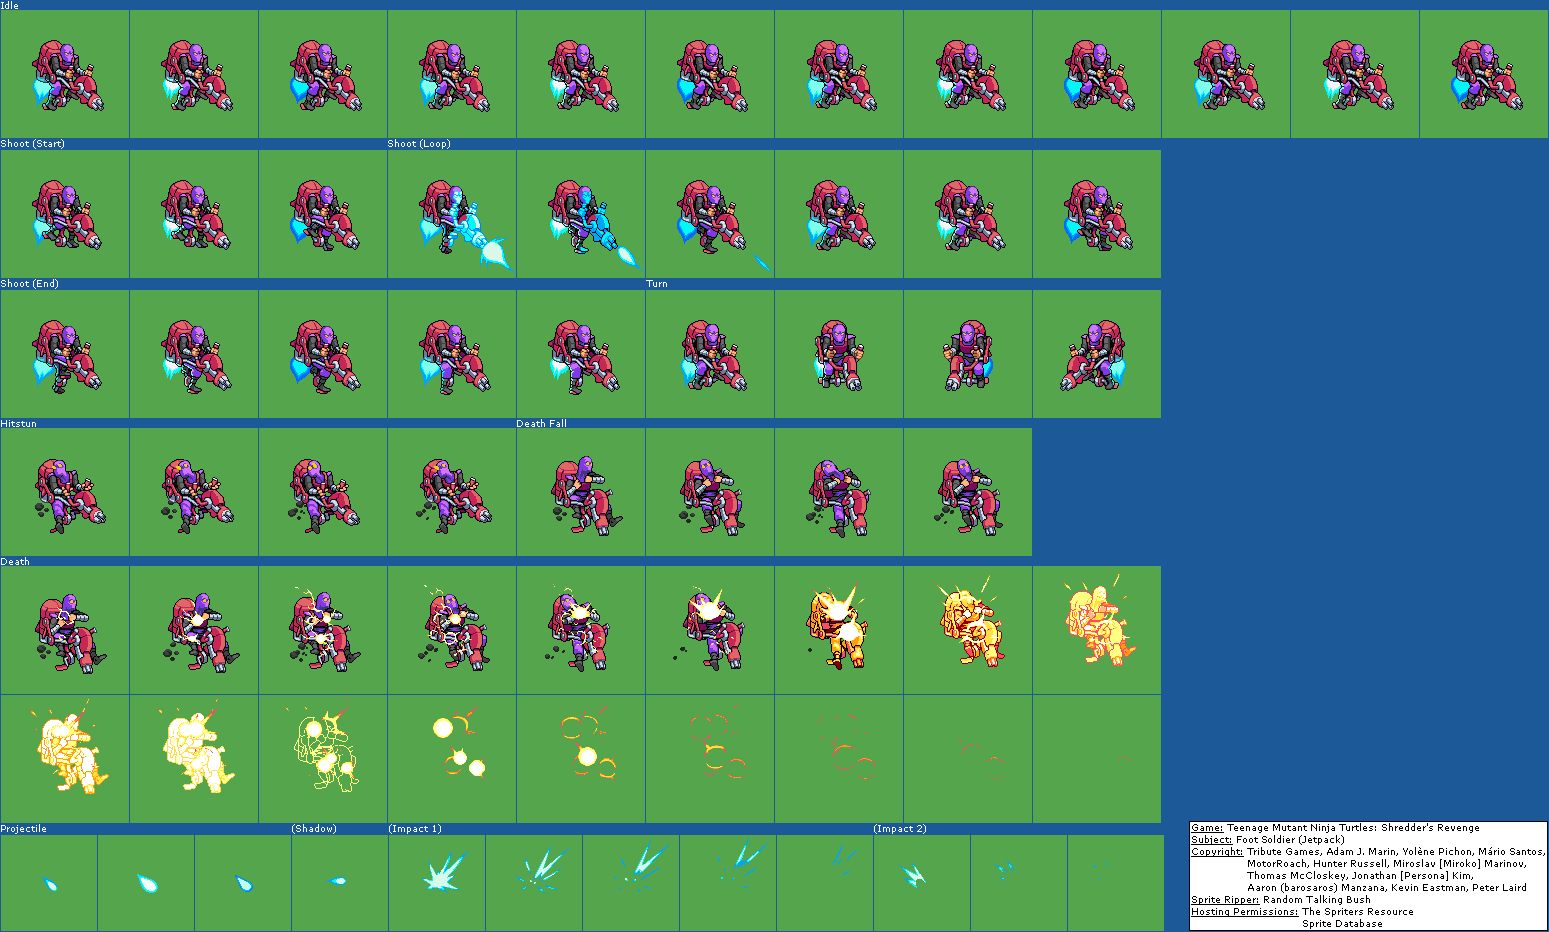 Idle
Shoot (Start)
Shoot (Loop)
Shoot (End)
Turn
Hitstun
Death Fall
Death
Projectile
(Shadow)
(Impact 1)
(Impact 2)
Game: Teenage Mutant Ninja Turtles: Shredder's Revenge
Subject: Foot Soldier (Jetpack)
Copyright: Tribute Games, Adam J. Marin, Yolène Pichon, Mário Santos,
MotorRoach, Hunter Russell, Miroslav [Miroko] Marinov,
Thomas McCloskey, Jonathan [Persona] Kim,
Aaron (barosaros) Manzana, Kevin Eastman, Peter Laird
Sprite Ripper: Random Talking Bush
Hosting Permissions: The Spriters Resource
Sprite Database